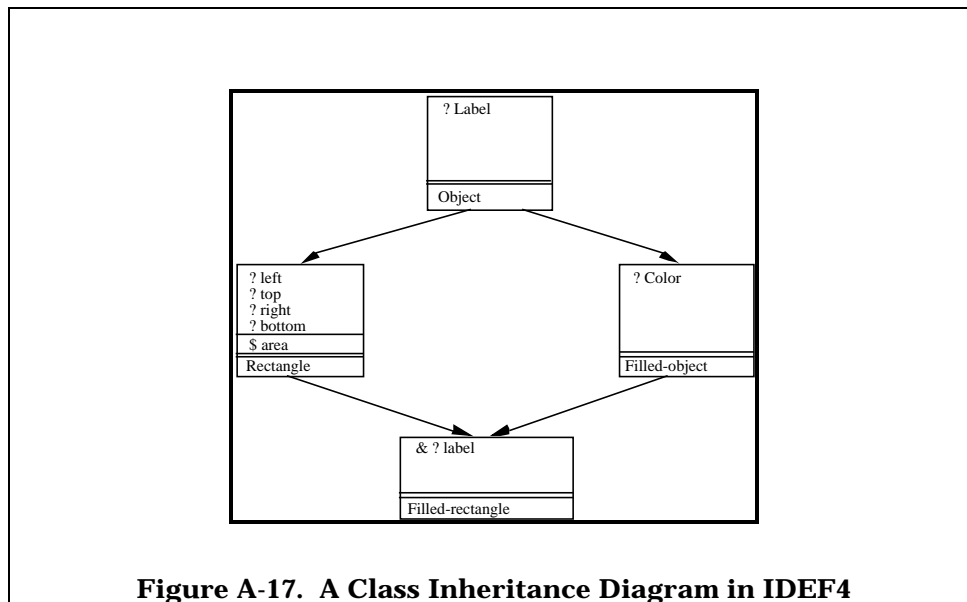 ? Label
Object
? left
? top
? right
? bottom
$ area
Rectangle
? Color
Filled-object
& ? label
Filled-rectangle
Figure A-17. A Class Inheritance Diagram in IDEF4